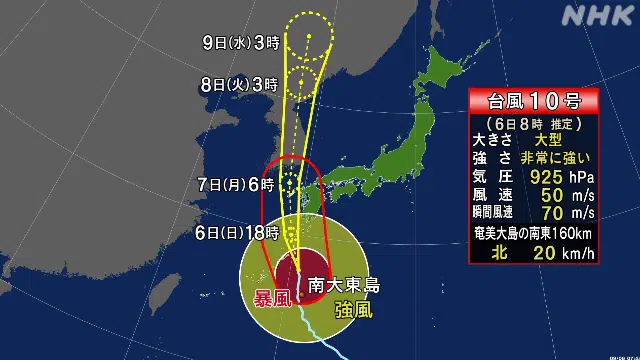 NHK
9日(水)3時
8日(火)3時
7日(月)6時
6日(日)18時
南大東島
暴風
強風
台風10号
(6日8時 推定)
大きさ 大型
強さ 非常に強い
気圧 925 hPa
風速 50 m/s
瞬間風速 70 m/s
奄美大島の南東160km
北 20 km/h